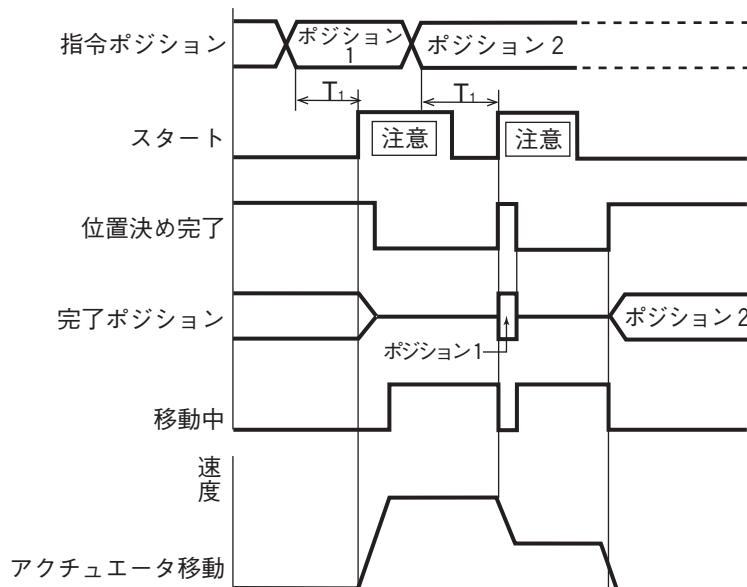 指令ポジション
ポジション
1
ポジション 2
T₁
T₁
スタート
注意
注意
位置決め完了
完了ポジション
ポジション1
ポジション 2
移動中
速
度
アクチュエータ移動